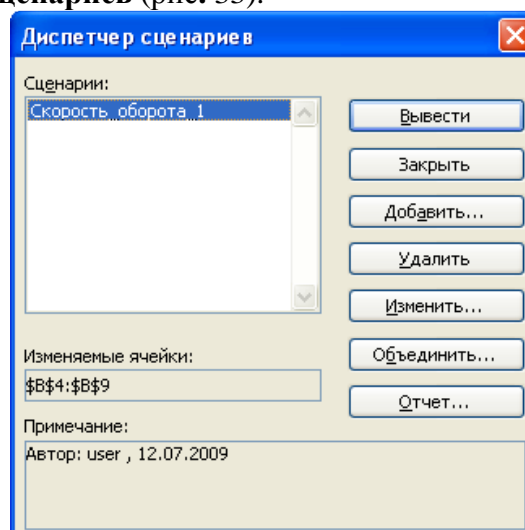 ценариев (рис. 35).
Диспетчер сценариев
Сценарии:
Скорость_оборота_1
Вывести
Закрыть
Добавить...
Удалить
Изменить...
Объединить...
Отчет...
Изменяемые ячейки:
$B$4:$B$9
Примечание:
Автор: user , 12.07.2009